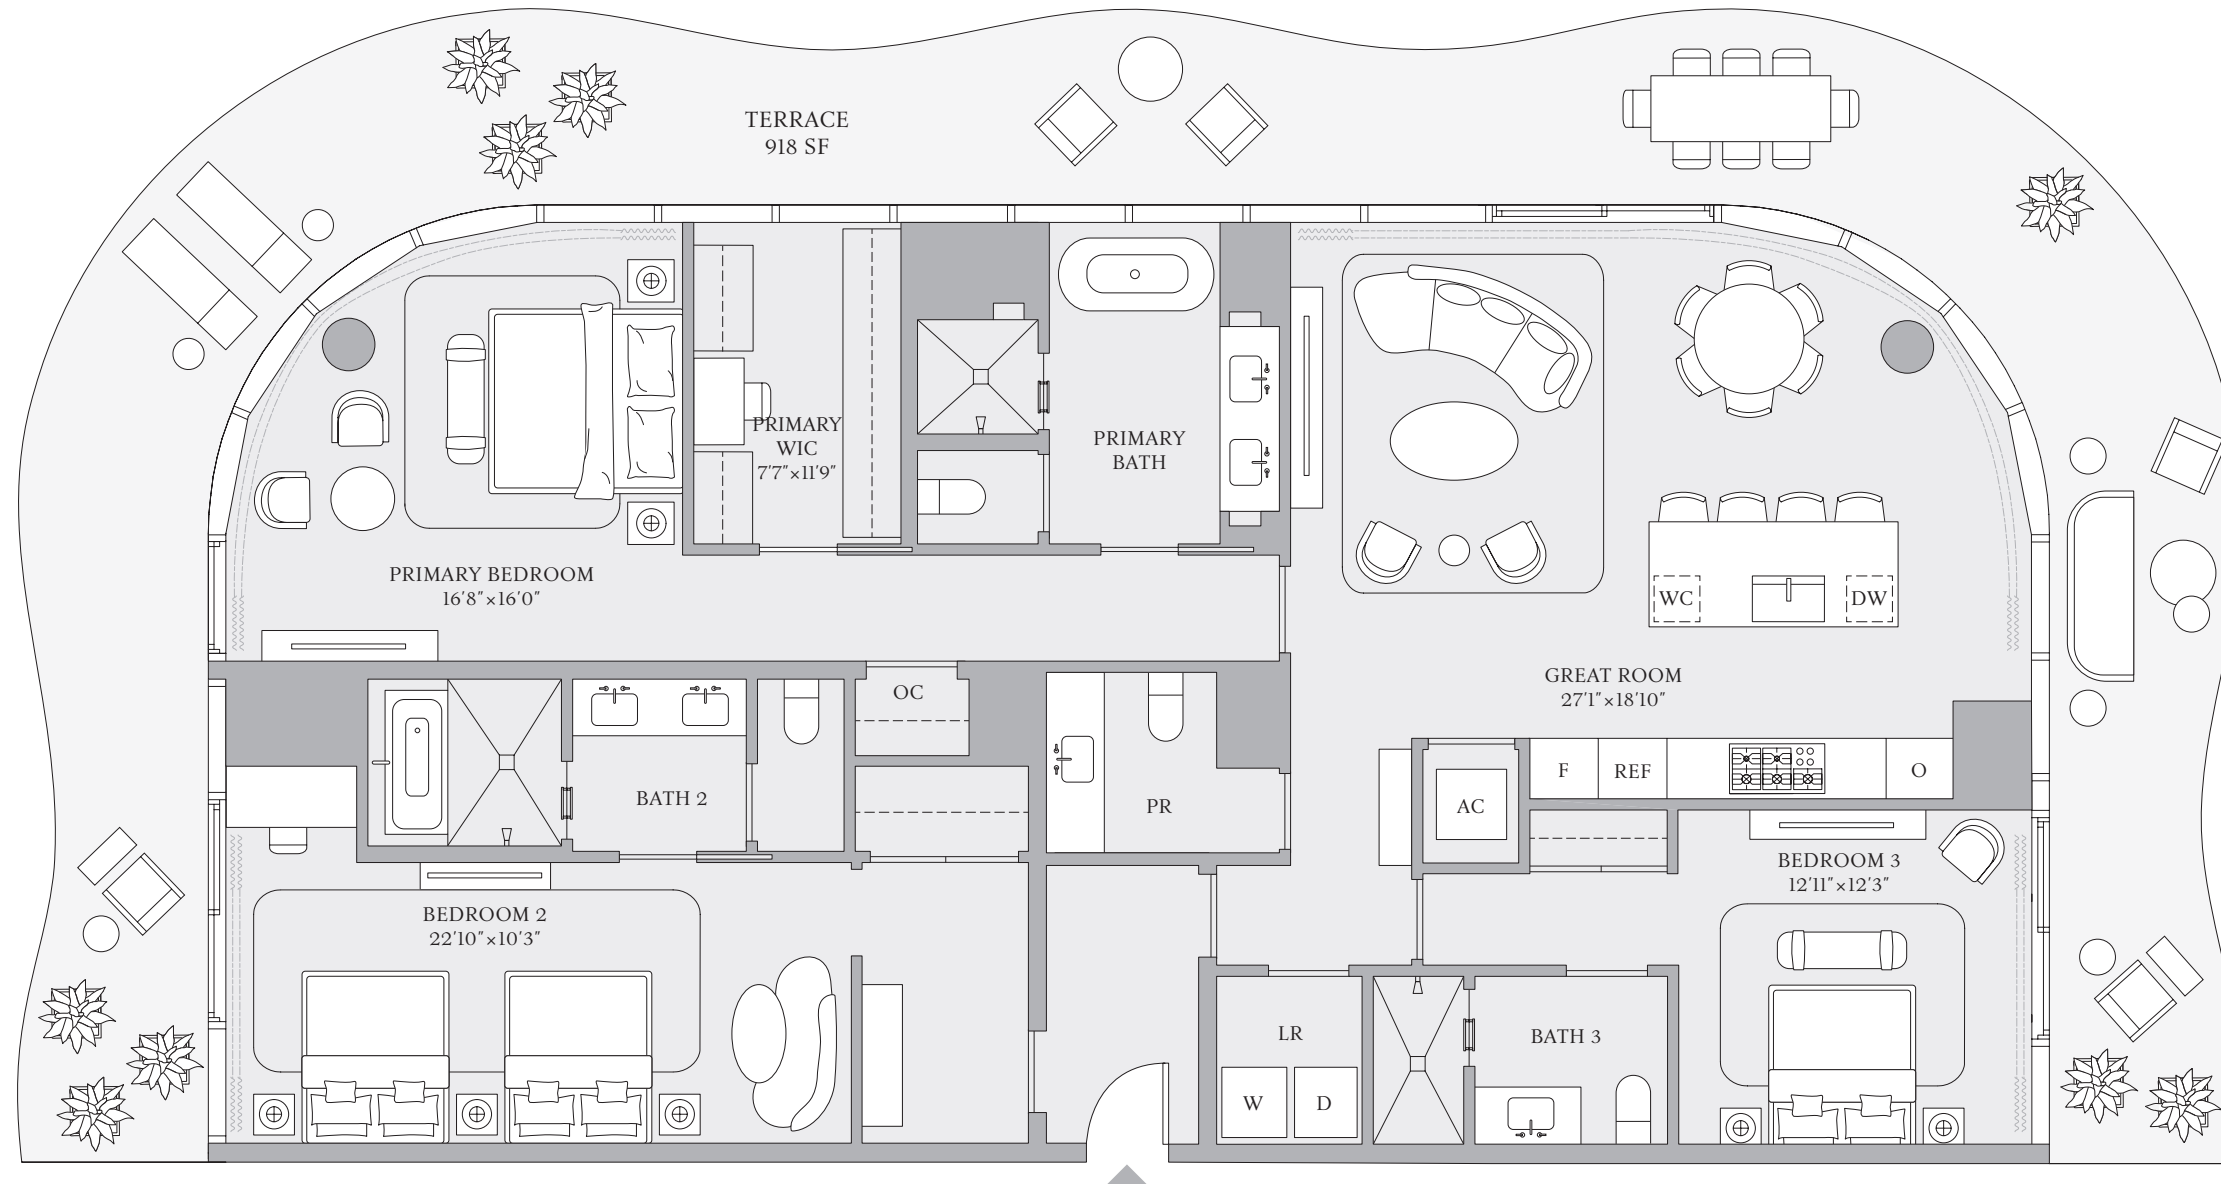 TERRACE
918 SF
PRIMARY
WIC
7'7"×11'9"
PRIMARY
BATH
PRIMARY BEDROOM
16'8"×16'0"
WC
DW
GREAT ROOM
27'1"×18'10"
OC
BATH 2
PR
AC
F
REF
O
BEDROOM 3
12'11"×12'3"
BEDROOM 2
22'10"×10'3"
LR
W
D
BATH 3